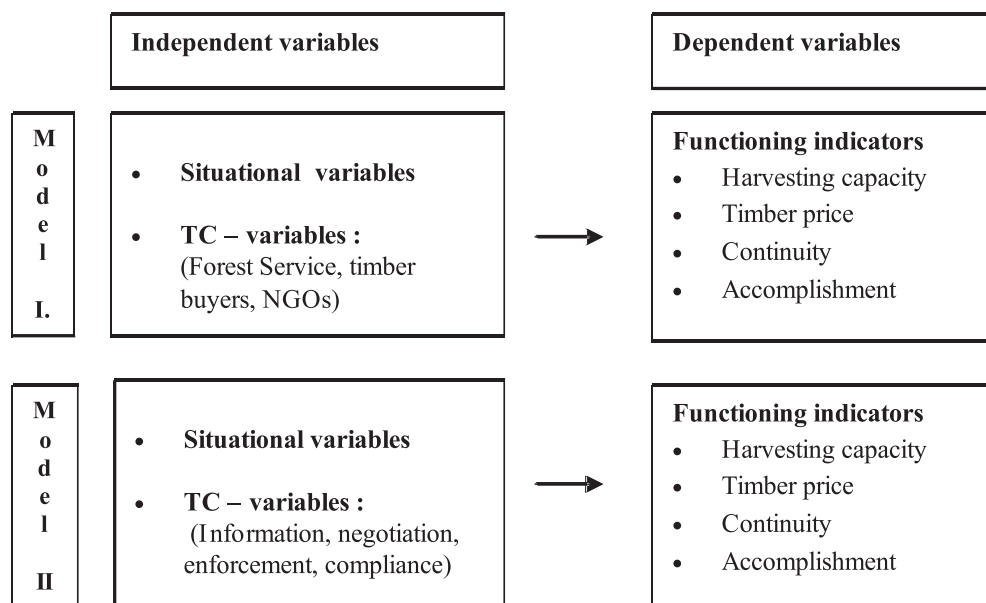 Independent variables
Dependent variables
Model I.
• Situational variables
• TC – variables :
(Forest Service, timber
buyers, NGOs)
Functioning indicators
• Harvesting capacity
• Timber price
• Continuity
• Accomplishment
Model II
• Situational variables
• TC – variables :
(Information, negotiation,
enforcement, compliance)
Functioning indicators
• Harvesting capacity
• Timber price
• Continuity
• Accomplishment